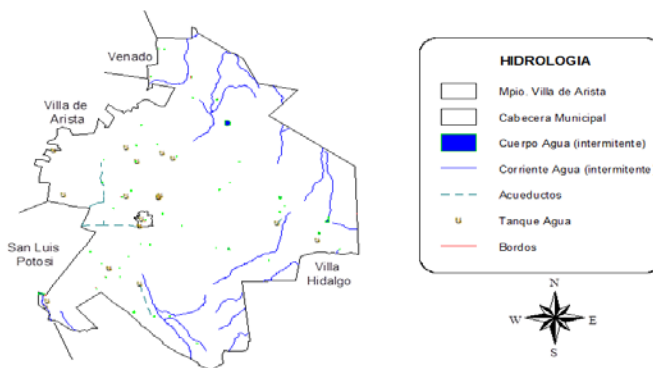 Venado
Villa de
Arista
San Luis
Potosi
Villa
Hidalgo
HIDROLOGIA
Mpio. Villa de Arista
Cabecera Municipal
Cuerpo Agua (intermitente)
Corriente Agua (intermitente
Acueductos
Tanque Agua
Bordos
N
W E
S